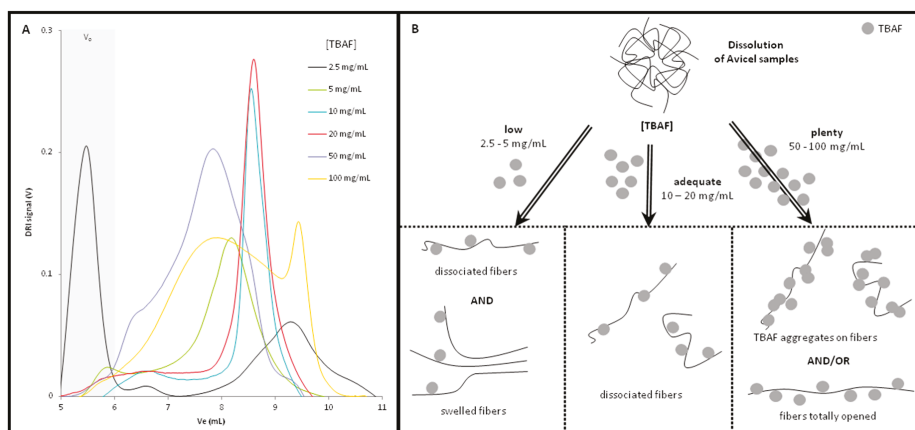 A
0.3
V₀
[TBAF]
2.5 mg/mL
5 mg/mL
10 mg/mL
20 mg/mL
50 mg/mL
100 mg/mL
0.2
DRI signal (V)
0.1
0
5 6 7 8 9 10 11
Ve (mL)
B
TBAF
Dissolution
of Avicel samples
[TBAF]
low
2.5 - 5 mg/mL
adequate
10 – 20 mg/mL
plenty
50 - 100 mg/mL
dissociated fibers
AND
swelled fibers
dissociated fibers
TBAF aggregates on fibers
AND/OR
fibers totally opened